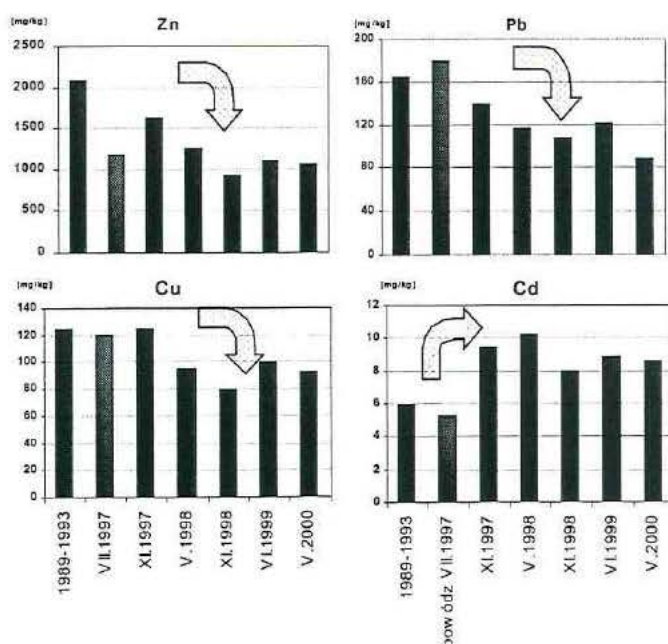 [mg/kg]
Zn
2500
2000
1500
1000
500
0
[mg/kg]
Pb
200
160
120
80
40
0
[mg/kg]
Cu
140
120
100
80
60
40
20
0
1989-1993
VII.1997
XI.1997
V.1998
XI.1998
VI.1999
V.2000
[mg/kg]
Cd
12
10
8
6
4
2
0
1989-1993
pow ódz VII.1997
XI.1997
V.1998
XI.1998
VI.1999
V.2000